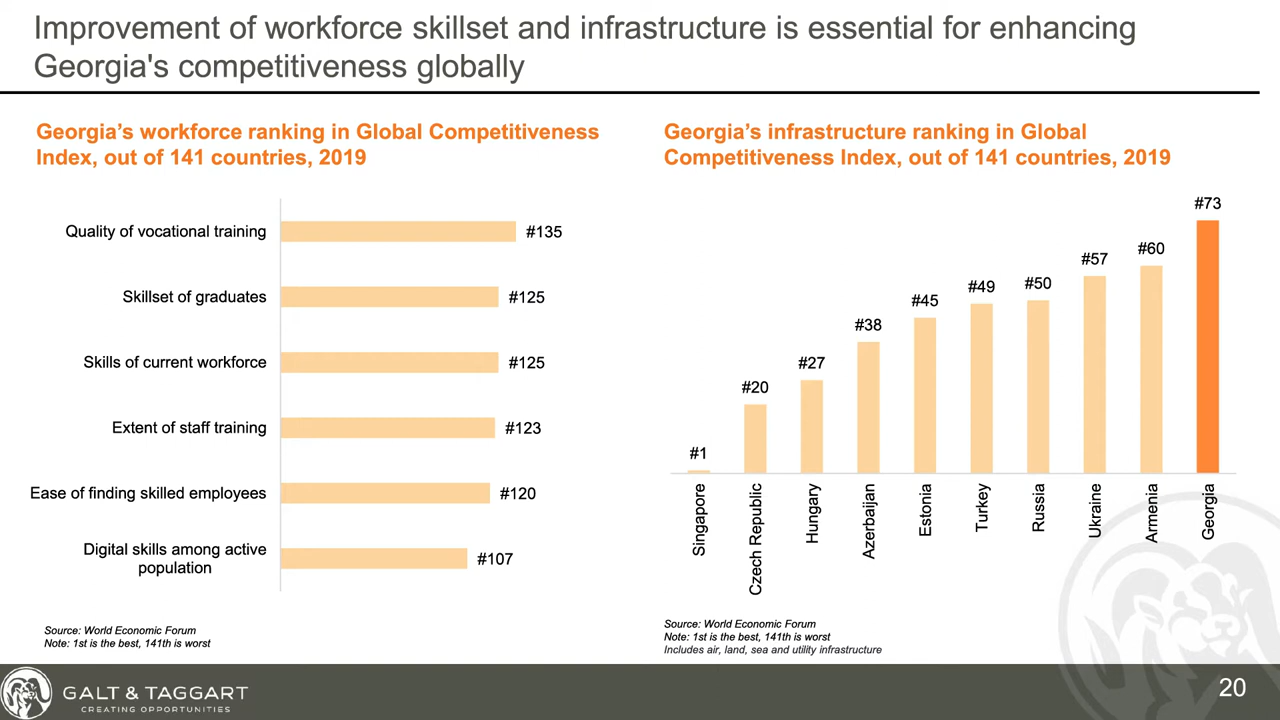 Improvement of workforce skillset and infrastructure is essential for enhancing
Georgia's competitiveness globally
Georgia’s workforce ranking in Global Competitiveness
Index, out of 141 countries, 2019
Quality of vocational training
#135
Skillset of graduates
#125
Skills of current workforce
#125
Extent of staff training
#123
Ease of finding skilled employees
#120
Digital skills among active
population
#107
Source: World Economic Forum
Note: 1st is the best, 141th is worst
Georgia’s infrastructure ranking in Global
Competitiveness Index, out of 141 countries, 2019
#1
#20
#27
#38
#45
#49
#50
#57
#60
#73
Singapore
Czech Republic
Hungary
Azerbaijan
Estonia
Turkey
Russia
Ukraine
Armenia
Georgia
Source: World Economic Forum
Note: 1st is the best, 141th is worst
Includes air, land, sea and utility infrastructure
GALT & TAGGART
CREATING OPPORTUNITIES
20